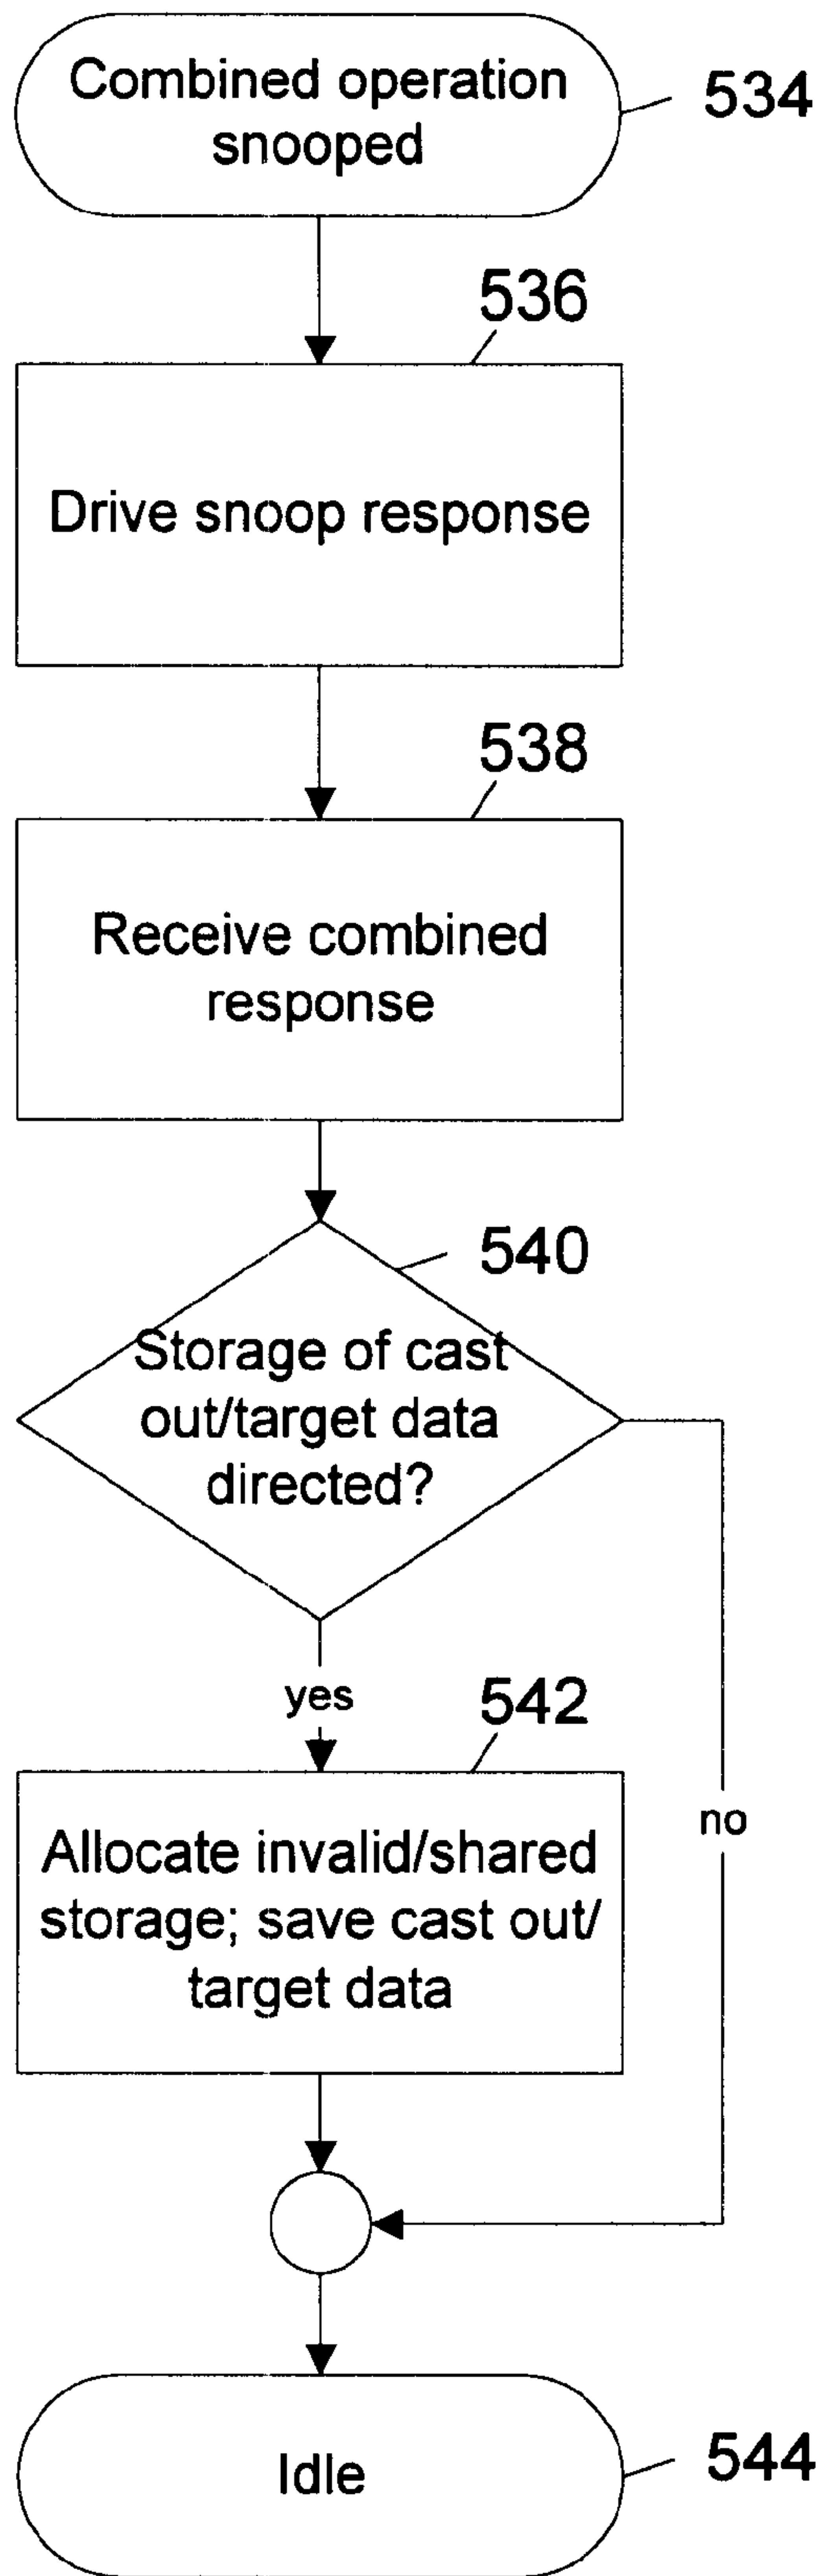 Combined operation
snooped
534
536
Drive snoop response
538
Receive combined
response
540
Storage of cast
out/target data
directed?
yes
542
Allocate invalid/shared
storage; save cast out/
target data
no
Idle
544